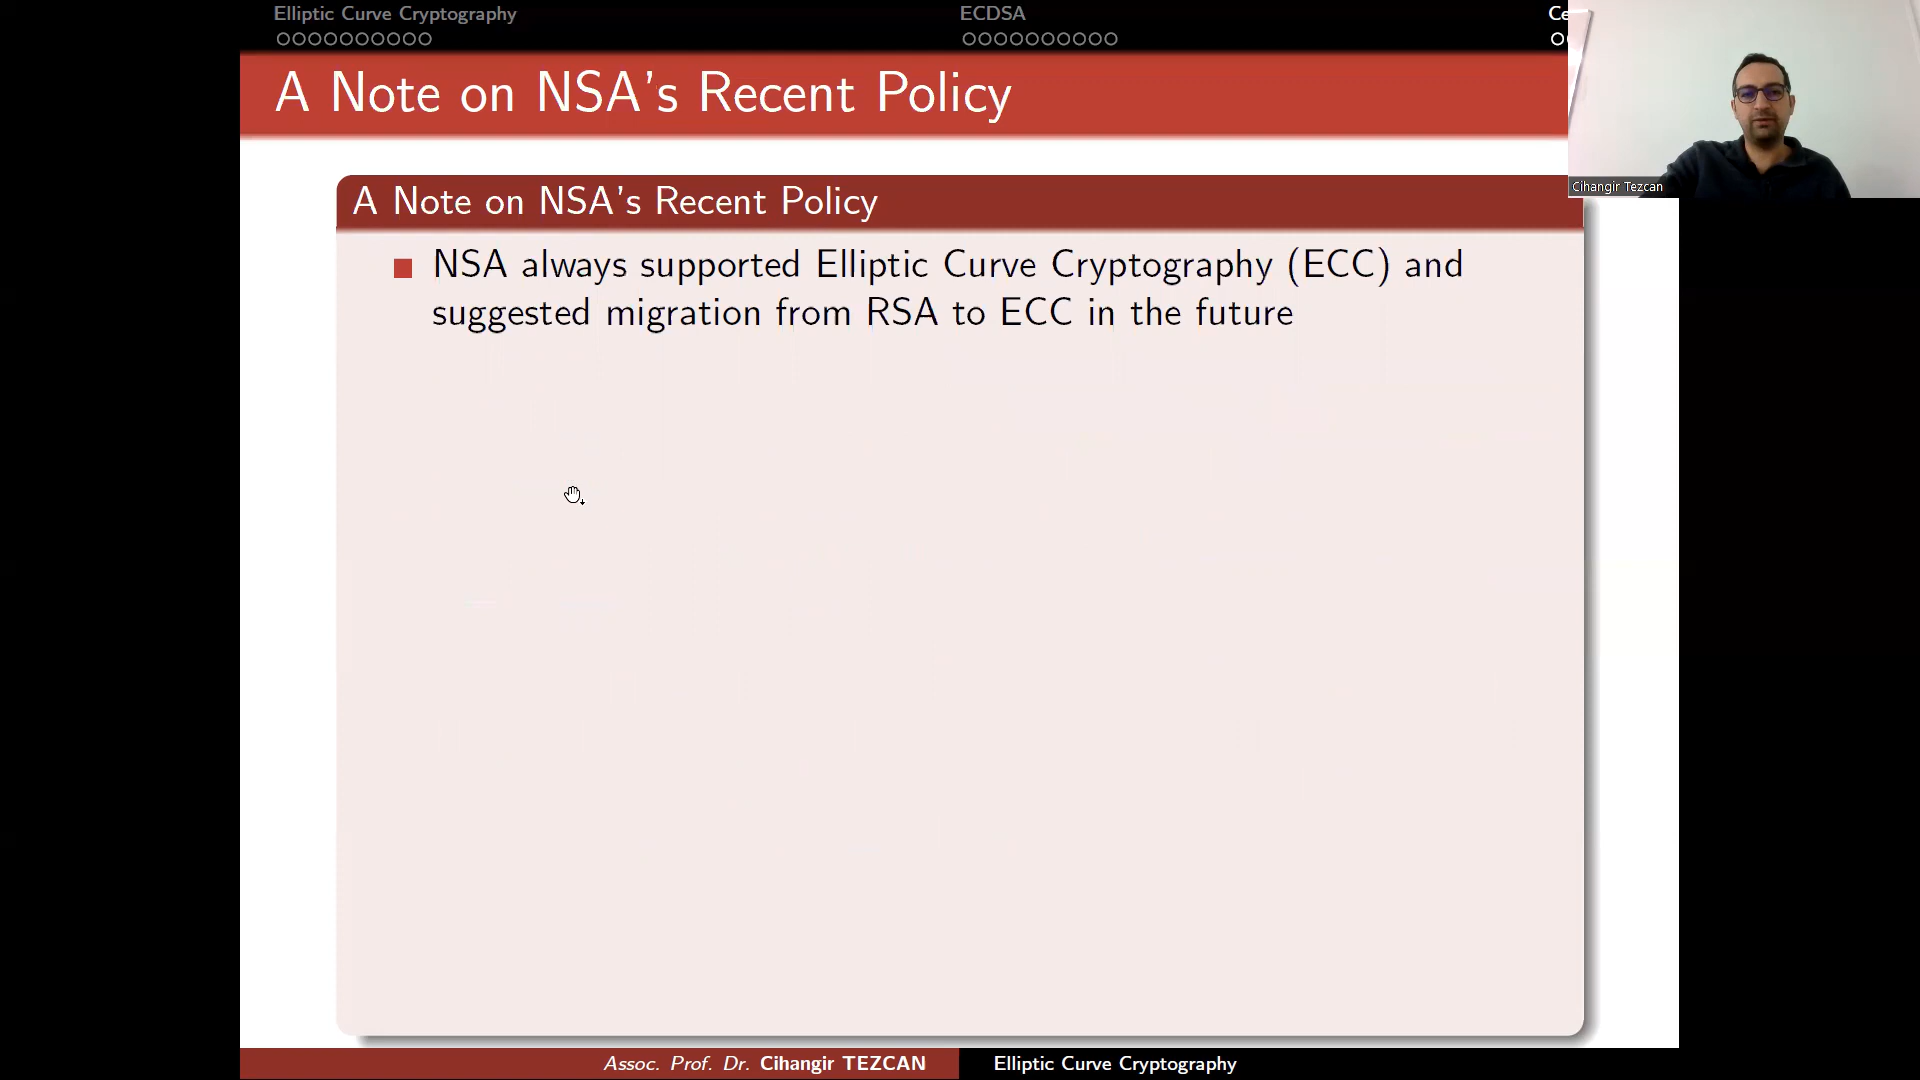 Elliptic Curve Cryptography
ECDSA
A Note on NSA's Recent Policy
Cihangir Tezcan
A Note on NSA's Recent Policy
NSA always supported Elliptic Curve Cryptography (ECC) and
suggested migration from RSA to ECC in the future
Assoc. Prof. Dr. Cihangir TEZCAN
Elliptic Curve Cryptography